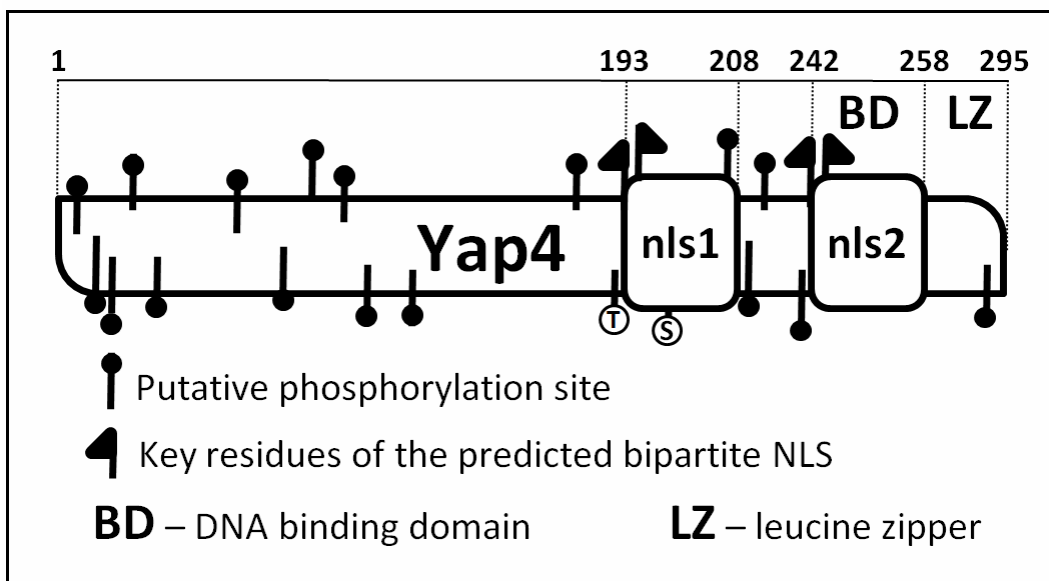 1 193 208 242 258 295
BD LZ
Yap4 nls1 nls2
T S
Putative phosphorylation site
Key residues of the predicted bipartite NLS
BD – DNA binding domain LZ – leucine zipper